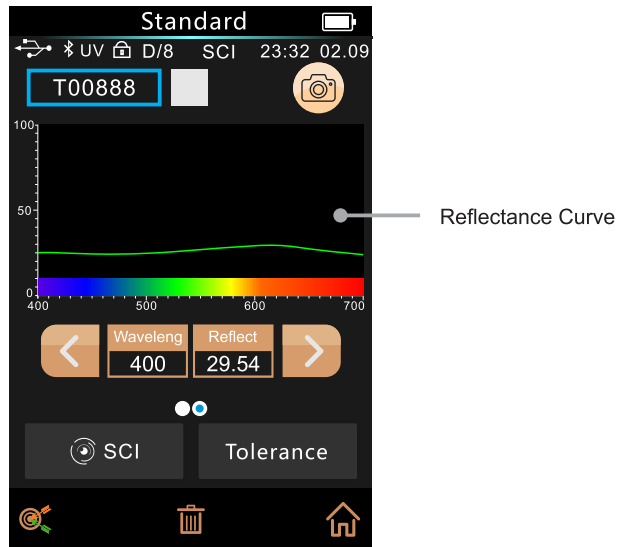 Standard
UV D/8 SCI 23:32 02.09
T00888
100
50
0
400 500 600 700
Reflectance Curve
Waveleng Reflect
400 29.54
SCI Tolerance